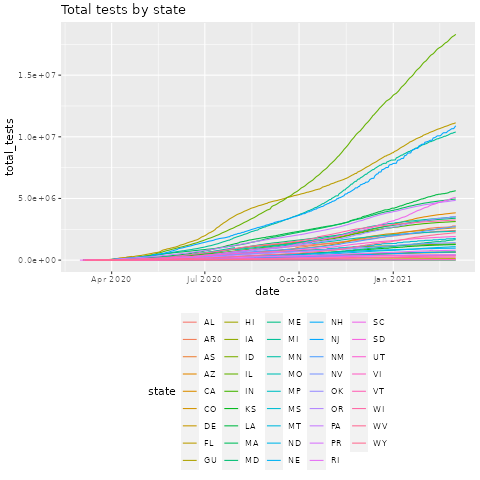 Total tests by state
total_tests
1.5e+07
1.0e+07
5.0e+06
0.0e+00
Apr 2020 Jul 2020 Oct 2020 Jan 2021
date
state
AL HI ME NH SC
AR IA MI NJ SD
AS ID MN NM UT
AZ IL MO NV VI
CA IN MP OK VT
CO KS MS OR WI
DE LA MT PA WV
FL MA ND PR WY
GU MD NE RI